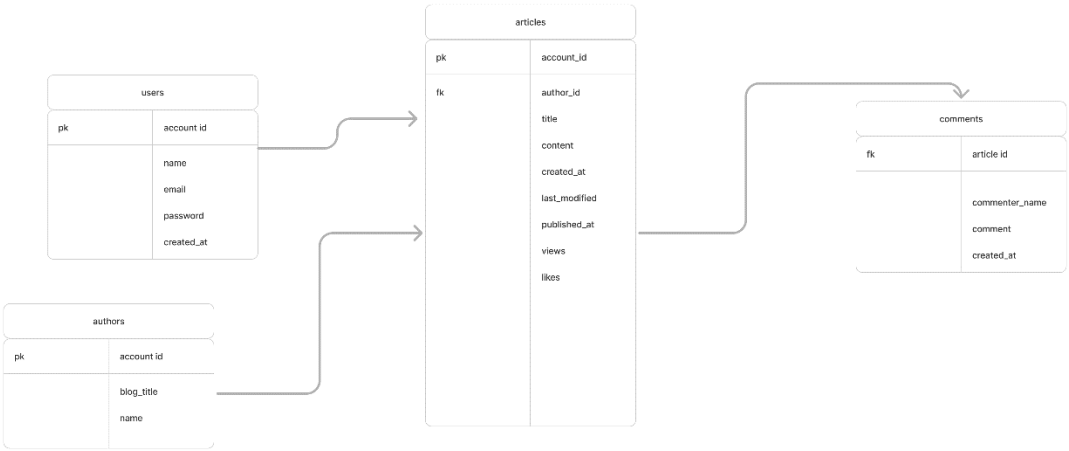 articles
pk account_id
fk author_id
title
content
created_at
last_modified
published_at
views
likes
users
pk account id
name
email
password
created_at
comments
fk article id
commenter_name
comment
created_at
authors
pk account id
blog_title
name